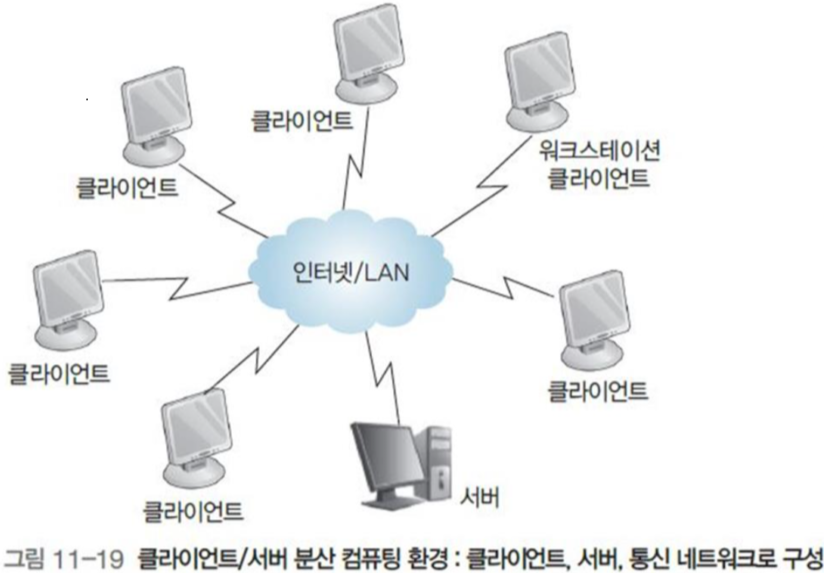 클라이언트
클라이언트
워크스테이션
클라이언트
인터넷/LAN
클라이언트
클라이언트
클라이언트
서버
그림 11-19 클라이언트/서버 분산 컴퓨팅 환경 : 클라이언트, 서버, 통신 네트워크로 구성